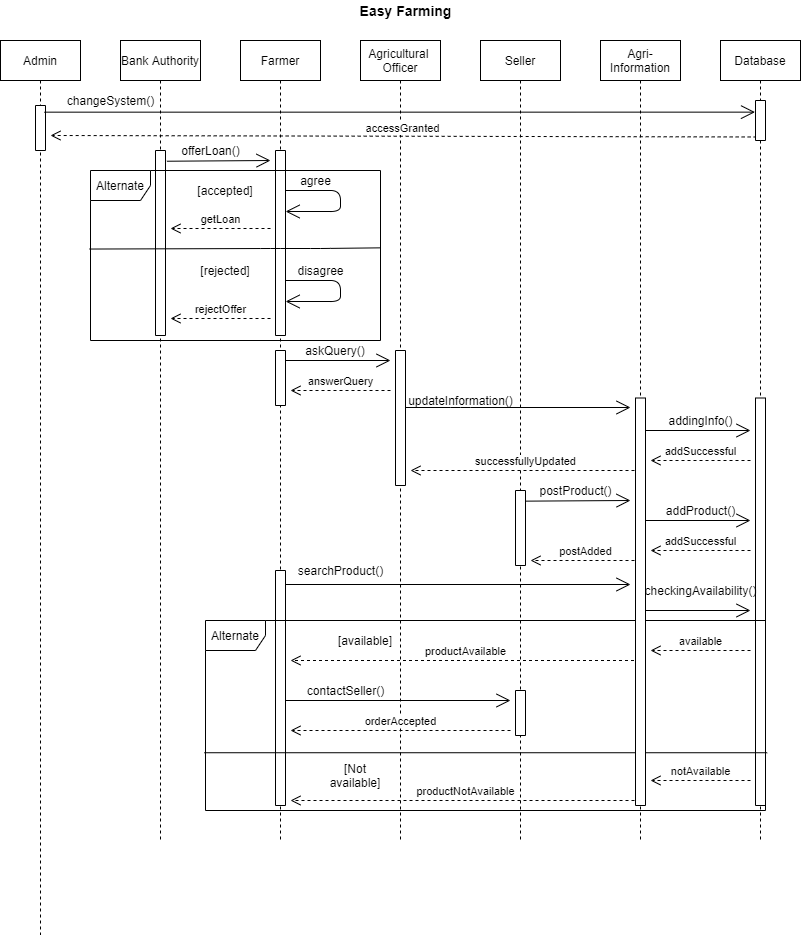 Easy Farming
Admin
Bank Authority
Farmer
Agricultural
Officer
Seller
Agri-
Information
Database
changeSystem()
accessGranted
offerLoan()
Alternate
[accepted]
agree
getLoan
[rejected]
disagree
rejectOffer
askQuery()
answerQuery
updateInformation()
addingInfo()
addSuccessful
successfullyUpdated
postProduct()
addProduct()
addSuccessful
postAdded
searchProduct()
checkingAvailability()
Alternate
[available]
available
productAvailable
contactSeller()
orderAccepted
[Not
available]
notAvailable
productNotAvailable